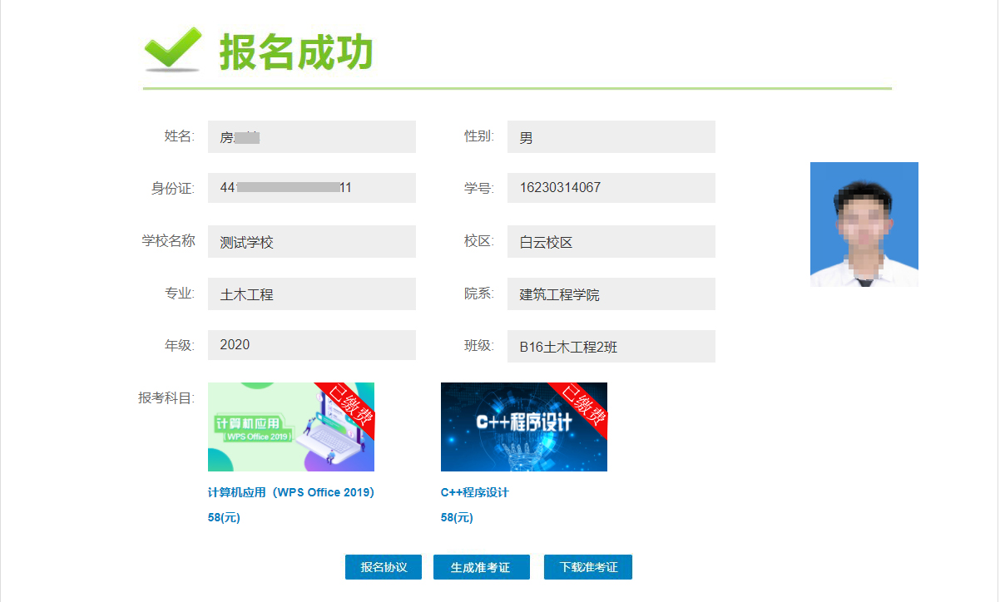 报名成功
姓名: 房
性别: 男
身份证: 44 11
学号: 16230314067
学校名称 测试学校
校区: 白云校区
专业: 土木工程
院系: 建筑工程学院
年级: 2020
班级: B16土木工程2班
报考科目:
已缴费
计算机应用
（WPS Office 2019）
已缴费
C++程序设计
计算机应用（WPS Office 2019）
C++程序设计
58(元)
58(元)
报名协议 生成准考证 下载准考证